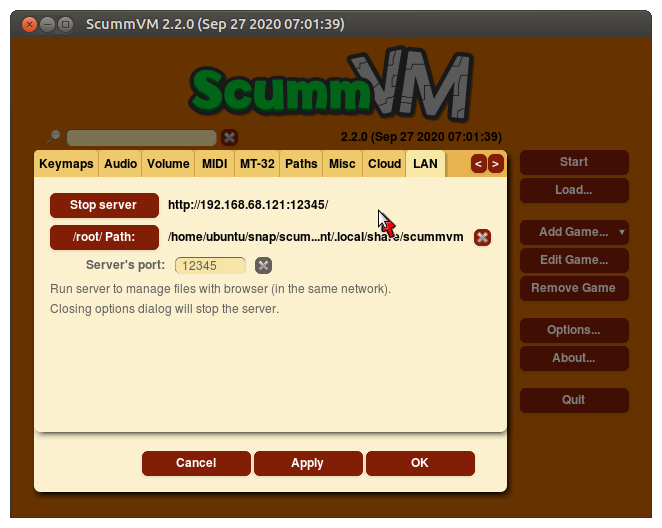 ScummVM 2.2.0 (Sep 27 2020 07:01:39)
ScummVM
2.2.0 (Sep 27 2020 07:01:39)
Keymaps Audio Volume MIDI MT-32 Paths Misc Cloud LAN < >
Stop server http://192.168.68.121:12345/
/root/ Path: /home/ubuntu/snap/scum...nt/.local/share/scummvm
Server's port: 12345
Run server to manage files with browser (in the same network).
Closing options dialog will stop the server.
Cancel Apply OK
Start
Load...
Add Game...
Edit Game...
Remove Game
Options...
About...
Quit